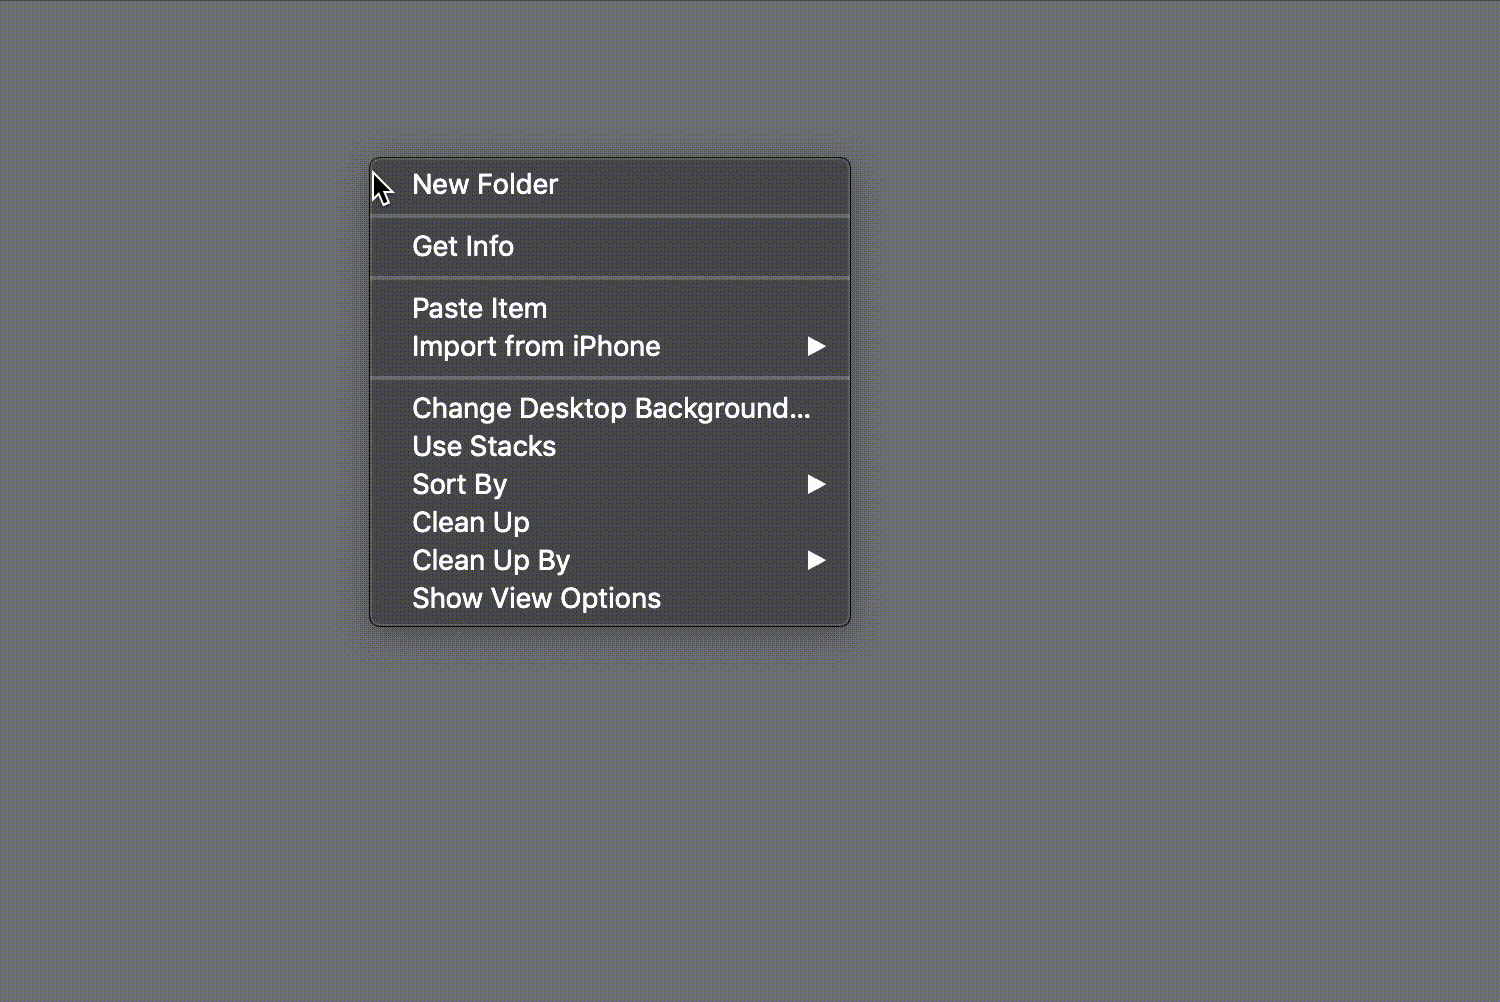 New Folder
Get Info
Paste Item
Import from iPhone
Change Desktop Background...
Use Stacks
Sort By
Clean Up
Clean Up By
Show View Options